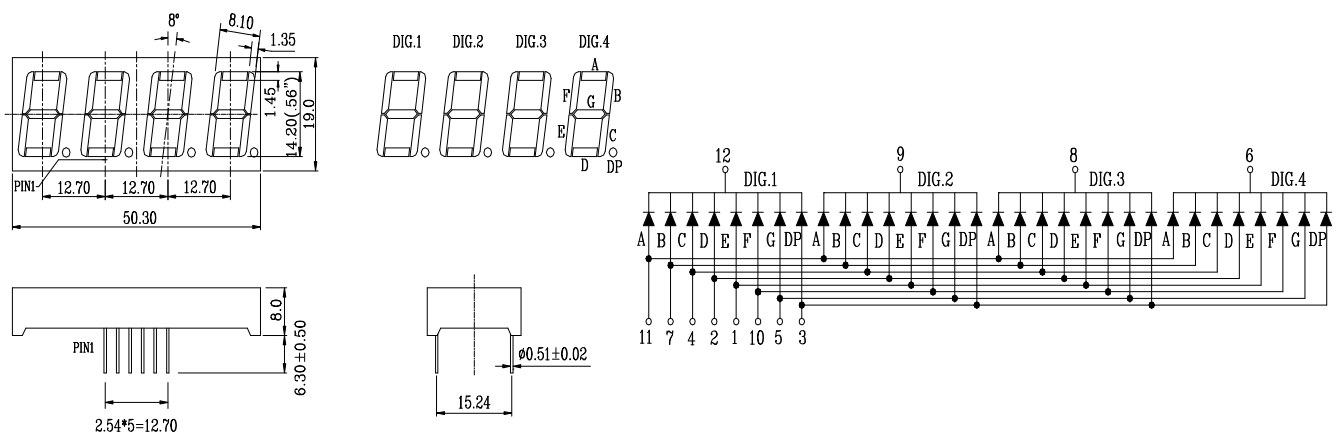 8°
8.10
1.35
1.45
14.20(.56")
19.0
PIN1
12.70 12.70 12.70
50.30
DIG.1 DIG.2 DIG.3 DIG.4
A
F B
G
E C
D DP
PIN1
2.54*5=12.70
8.0
6.30±0.50
ø0.51±0.02
15.24
12 9 8 6
DIG.1 DIG.2 DIG.3 DIG.4
A B C D E F G DP A B C D E F G DP A B C D E F G DP A B C D E F G DP
11 7 4 2 1 10 5 3